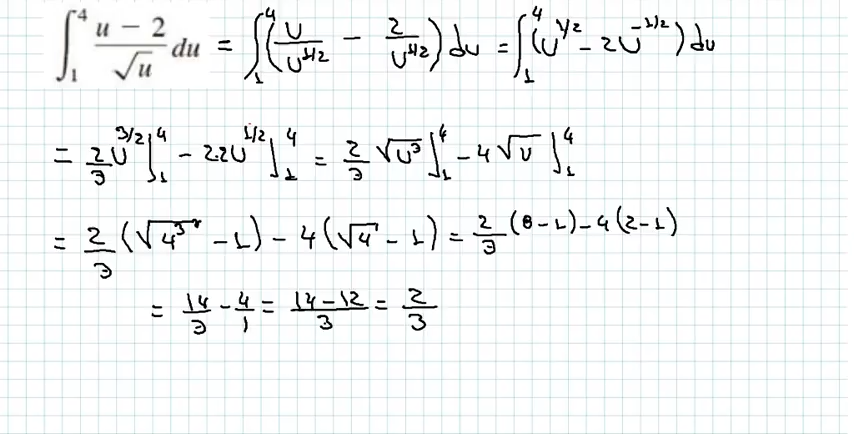 ∫₁⁴ (u − 2)/√u du = ∫₁⁴ (u/u^(1/2) − 2/u^(1/2)) du = ∫₁⁴ (u^(1/2) − 2u^(−1/2)) du
= 2/3 u^(3/2)]₁⁴ − 2.2u^(1/2)]₁⁴ = 2/3 √u³]₁⁴ − 4√u]₁⁴
= 2/3 (√4³ − 1) − 4(√4 − 1) = 2/3 (8 − 1) − 4(2 − 1)
= 14/3 − 4/1 = (14 − 12)/3 = 2/3